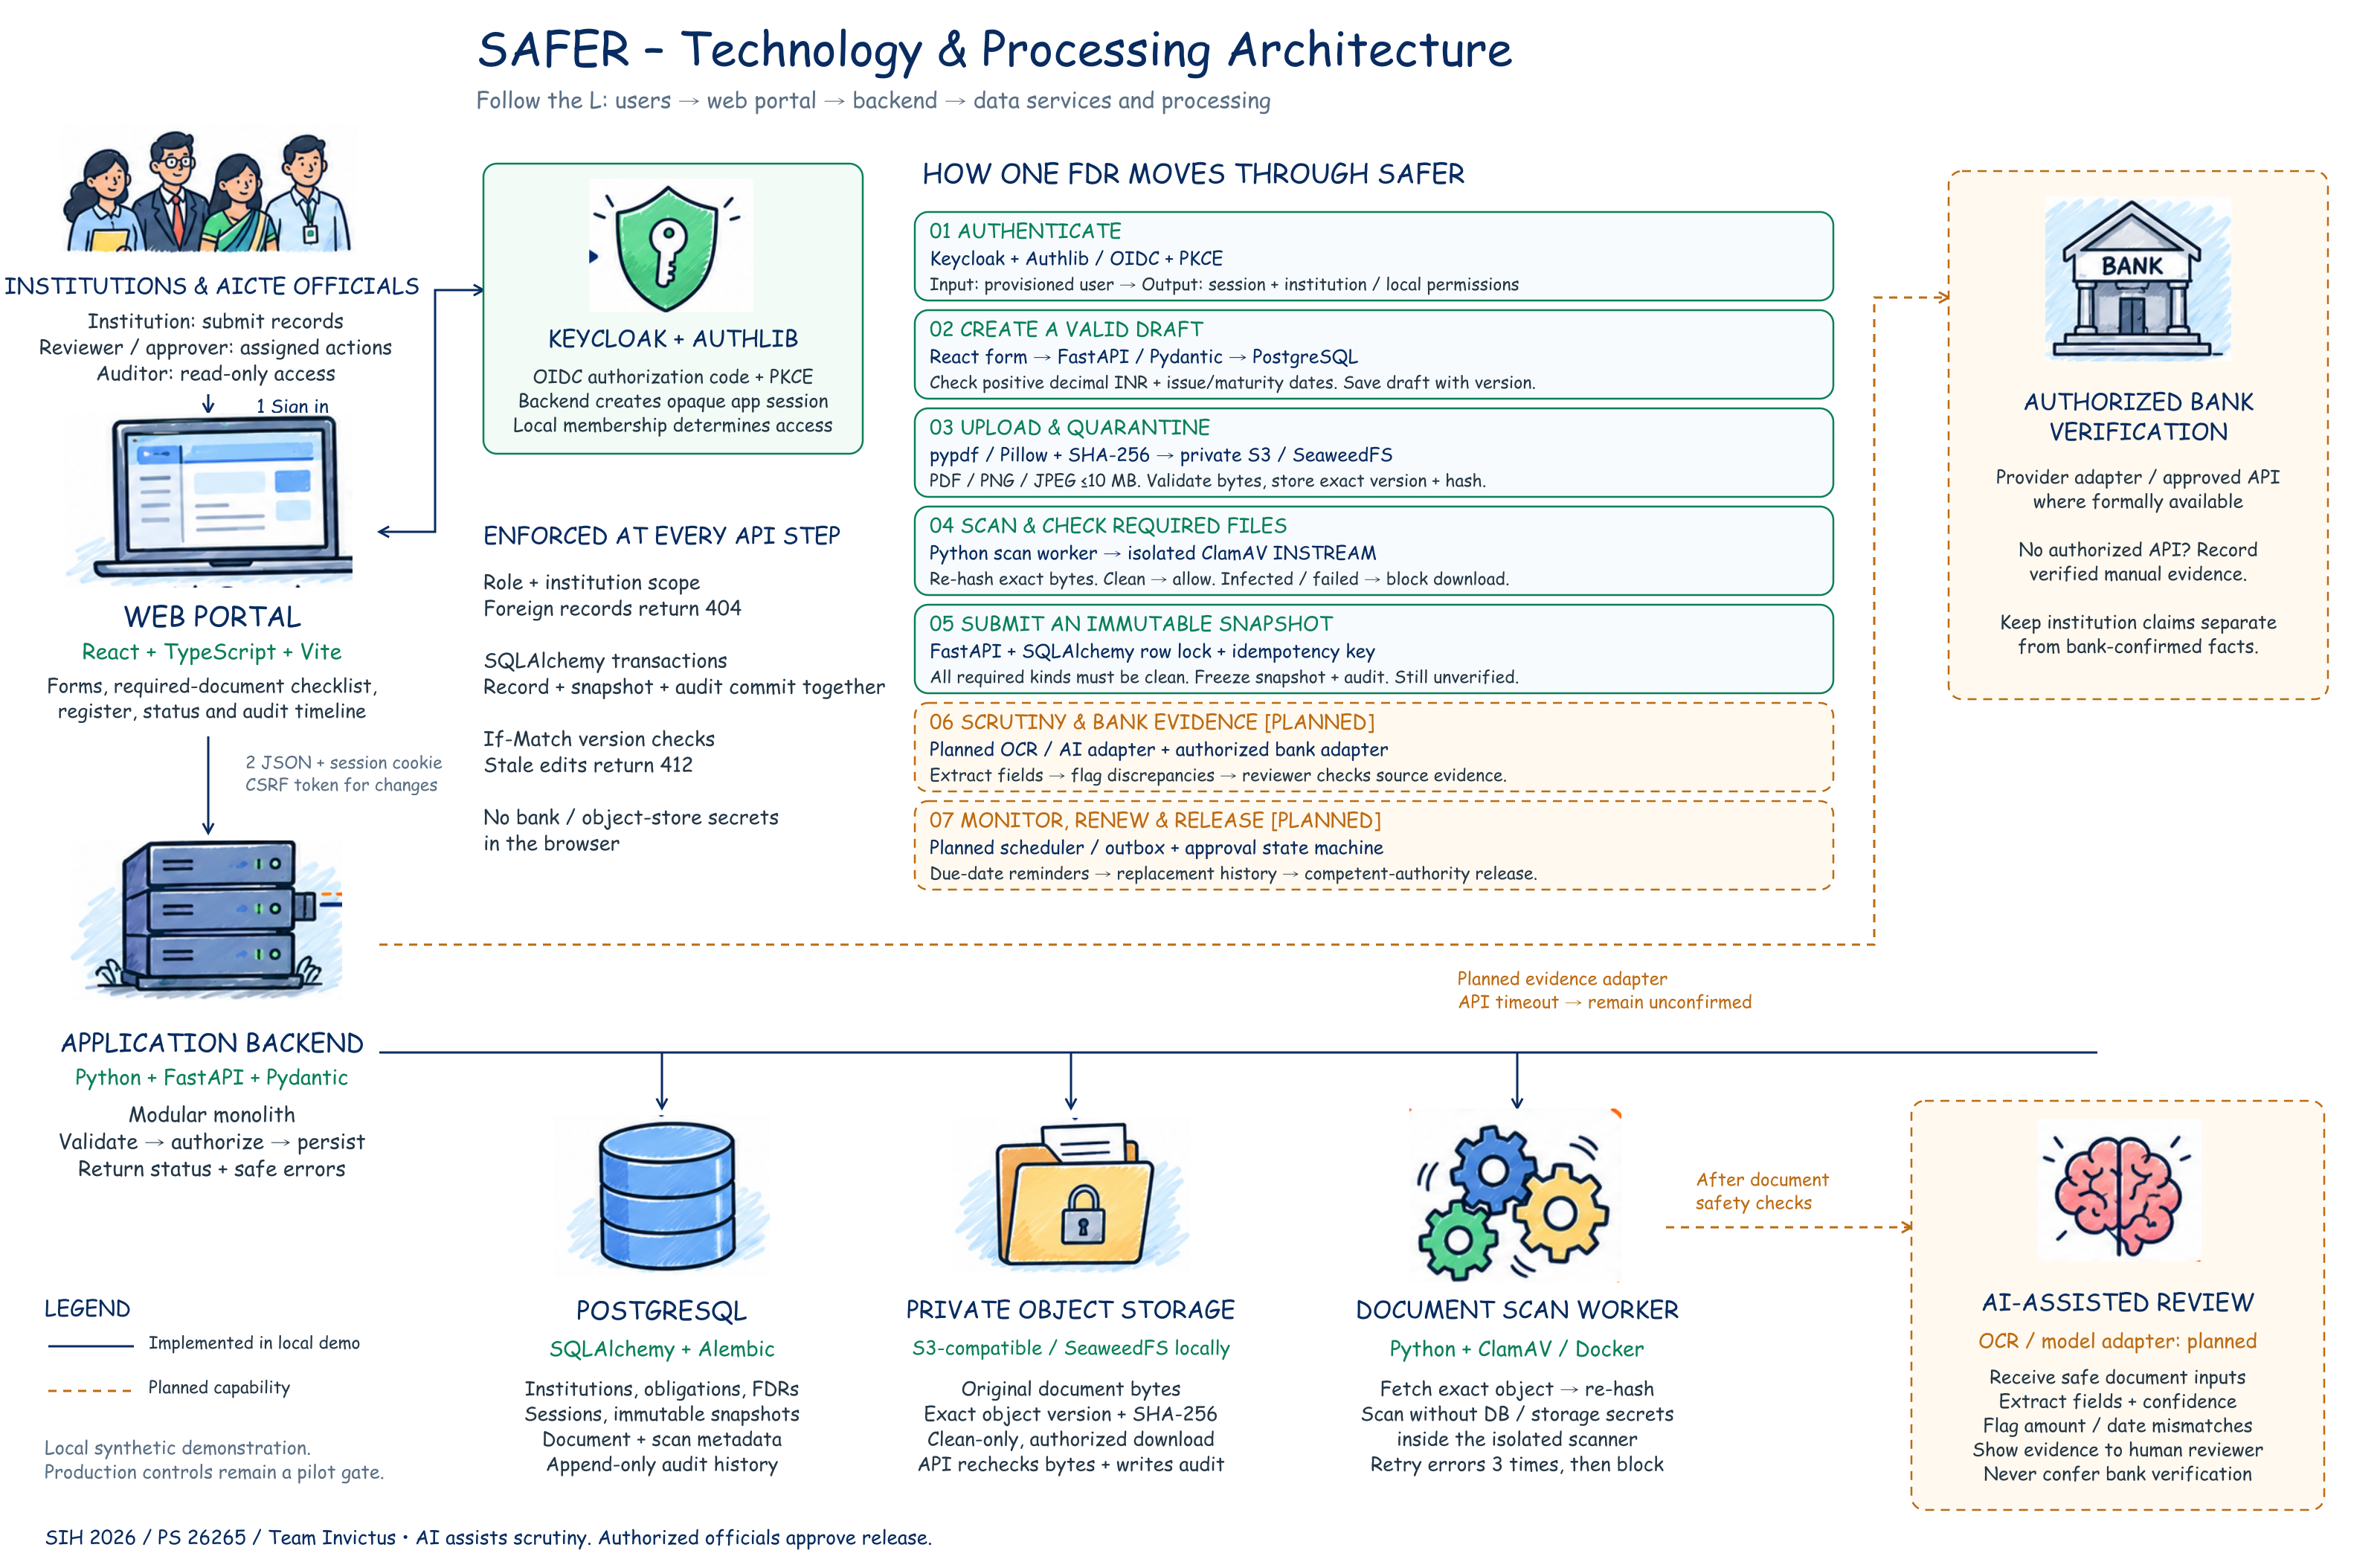 SAFER – Technology & Processing Architecture
Follow the L: users → web portal → backend → data services and processing
INSTITUTIONS & AICTE OFFICIALS
Institution: submit records
Reviewer / approver: assigned actions
Auditor: read-only access
1 Sign in
WEB PORTAL
React + TypeScript + Vite
Forms, required-document checklist,
register, status and audit timeline
2 JSON + session cookie
CSRF token for changes
APPLICATION BACKEND
Python + FastAPI + Pydantic
Modular monolith
Validate → authorize → persist
Return status + safe errors
KEYCLOAK + AUTHLIB
OIDC authorization code + PKCE
Backend creates opaque app session
Local membership determines access
ENFORCED AT EVERY API STEP
Role + institution scope
Foreign records return 404
SQLAlchemy transactions
Record + snapshot + audit commit together
If-Match version checks
Stale edits return 412
No bank / object-store secrets
in the browser
HOW ONE FDR MOVES THROUGH SAFER
01 AUTHENTICATE
Keycloak + Authlib / OIDC + PKCE
Input: provisioned user → Output: session + institution / local permissions
02 CREATE A VALID DRAFT
React form → FastAPI / Pydantic → PostgreSQL
Check positive decimal INR + issue/maturity dates. Save draft with version.
03 UPLOAD & QUARANTINE
pypdf / Pillow + SHA-256 → private S3 / SeaweedFS
PDF / PNG / JPEG ≤10 MB. Validate bytes, store exact version + hash.
04 SCAN & CHECK REQUIRED FILES
Python scan worker → isolated ClamAV INSTREAM
Re-hash exact bytes. Clean → allow. Infected / failed → block download.
05 SUBMIT AN IMMUTABLE SNAPSHOT
FastAPI + SQLAlchemy row lock + idempotency key
All required kinds must be clean. Freeze snapshot + audit. Still unverified.
06 SCRUTINY & BANK EVIDENCE [PLANNED]
Planned OCR / AI adapter + authorized bank adapter
Extract fields → flag discrepancies → reviewer checks source evidence.
07 MONITOR, RENEW & RELEASE [PLANNED]
Planned scheduler / outbox + approval state machine
Due-date reminders → replacement history → competent-authority release.
BANK
AUTHORIZED BANK
VERIFICATION
Provider adapter / approved API
where formally available
No authorized API? Record
verified manual evidence.
Keep institution claims separate
from bank-confirmed facts.
Planned evidence adapter
API timeout → remain unconfirmed
POSTGRESQL
SQLAlchemy + Alembic
Institutions, obligations, FDRs
Sessions, immutable snapshots
Document + scan metadata
Append-only audit history
PRIVATE OBJECT STORAGE
S3-compatible / SeaweedFS locally
Original document bytes
Exact object version + SHA-256
Clean-only, authorized download
API rechecks bytes + writes audit
DOCUMENT SCAN WORKER
Python + ClamAV / Docker
Fetch exact object → re-hash
Scan without DB / storage secrets
inside the isolated scanner
Retry errors 3 times, then block
After document
safety checks
AI-ASSISTED REVIEW
OCR / model adapter: planned
Receive safe document inputs
Extract fields + confidence
Flag amount / date mismatches
Show evidence to human reviewer
Never confer bank verification
LEGEND
Implemented in local demo
Planned capability
Local synthetic demonstration.
Production controls remain a pilot gate.
SIH 2026 / PS 26265 / Team Invictus • AI assists scrutiny. Authorized officials approve release.